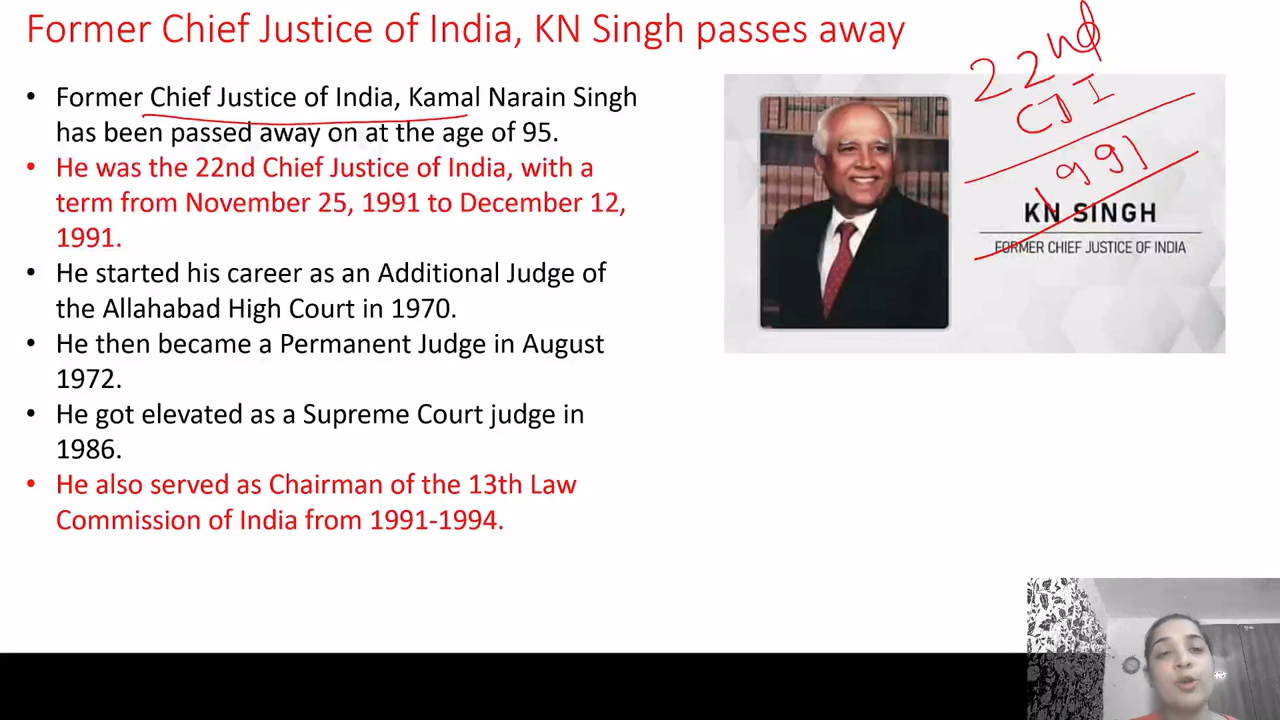 Former Chief Justice of India, KN Singh passes away
• Former Chief Justice of India, Kamal Narain Singh
has been passed away on at the age of 95.
• He was the 22nd Chief Justice of India, with a
term from November 25, 1991 to December 12,
1991.
• He started his career as an Additional Judge of
the Allahabad High Court in 1970.
• He then became a Permanent Judge in August
1972.
• He got elevated as a Supreme Court judge in
1986.
• He also served as Chairman of the 13th Law
Commission of India from 1991-1994.
22nd
CJI
1991
KN SINGH
FORMER CHIEF JUSTICE OF INDIA